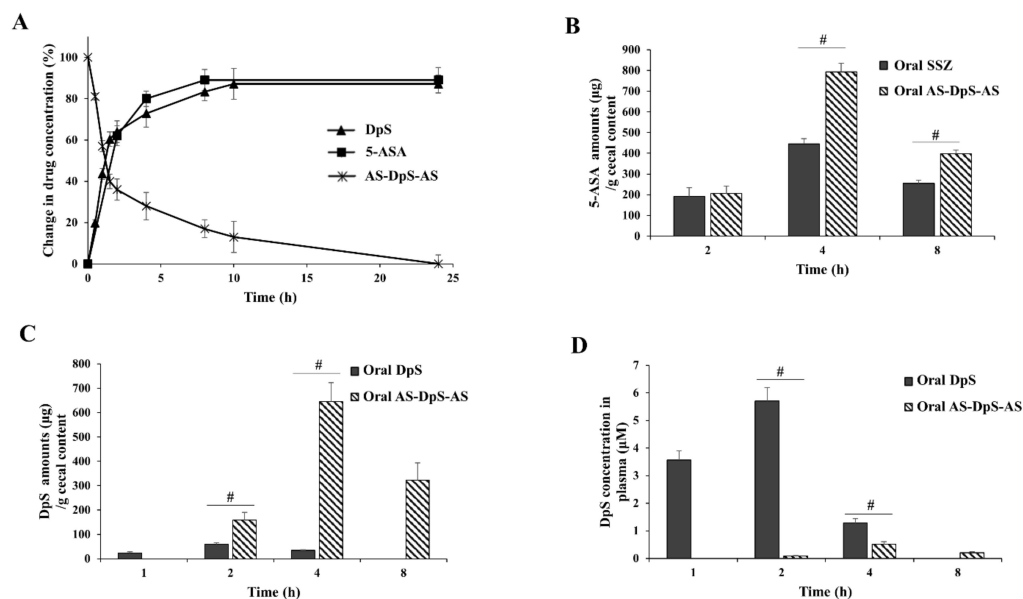 A
Change in drug concentration (%)
100
80
60
40
20
0
0
5
10
15
20
25
Time (h)
DpS
5-ASA
AS-DpS-AS
B
5-ASA amounts (µg)
/g cecal content
900
800
700
600
500
400
300
200
100
0
2
4
8
Time (h)
#
#
Oral SSZ
Oral AS-DpS-AS
C
DpS amounts (µg)
/g cecal content
800
700
600
500
400
300
200
100
0
1
2
4
8
Time (h)
#
#
Oral DpS
Oral AS-DpS-AS
D
DpS concentration in
plasma (µM)
6
7
5
4
3
2
1
0
1
2
4
8
Time (h)
#
#
Oral DpS
Oral AS-DpS-AS